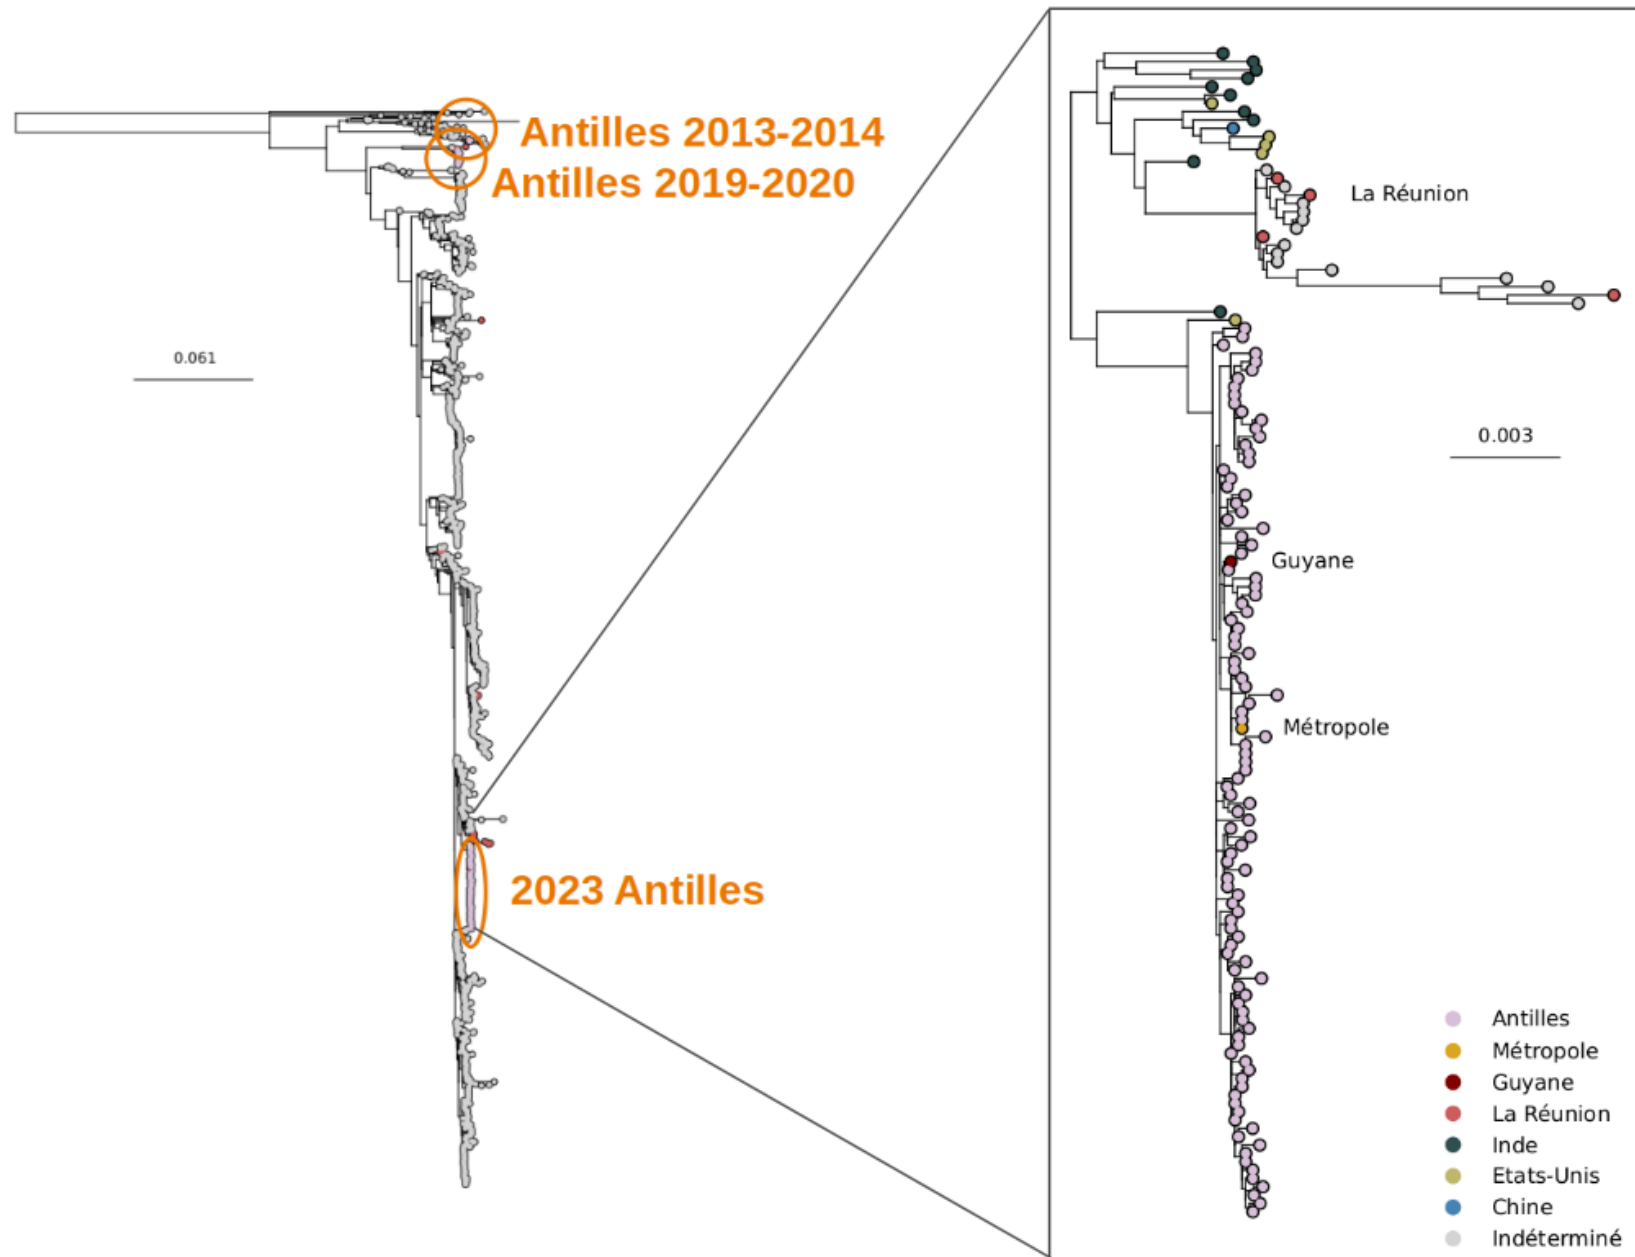 Antilles 2013-2014
Antilles 2019-2020
0.061
2023 Antilles
La Réunion
0.003
Guyane
Métropole
Antilles
Métropole
Guyane
La Réunion
Inde
Etats-Unis
Chine
Indéterminé